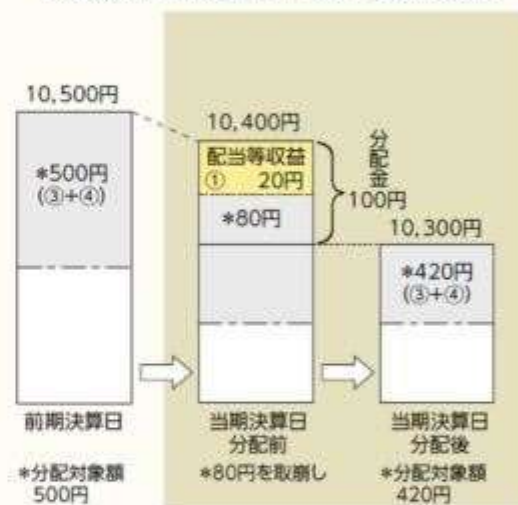 10,500円
*500円
(③+④)
10,400円
配当等収益
① 20円
*80円
分配金
100円
10,300円
*420円
(③+④)
前期決算日
当期決算日
分配前
当期決算日
分配後
*分配対象額
500円
*80円を取崩し
*分配対象額
420円